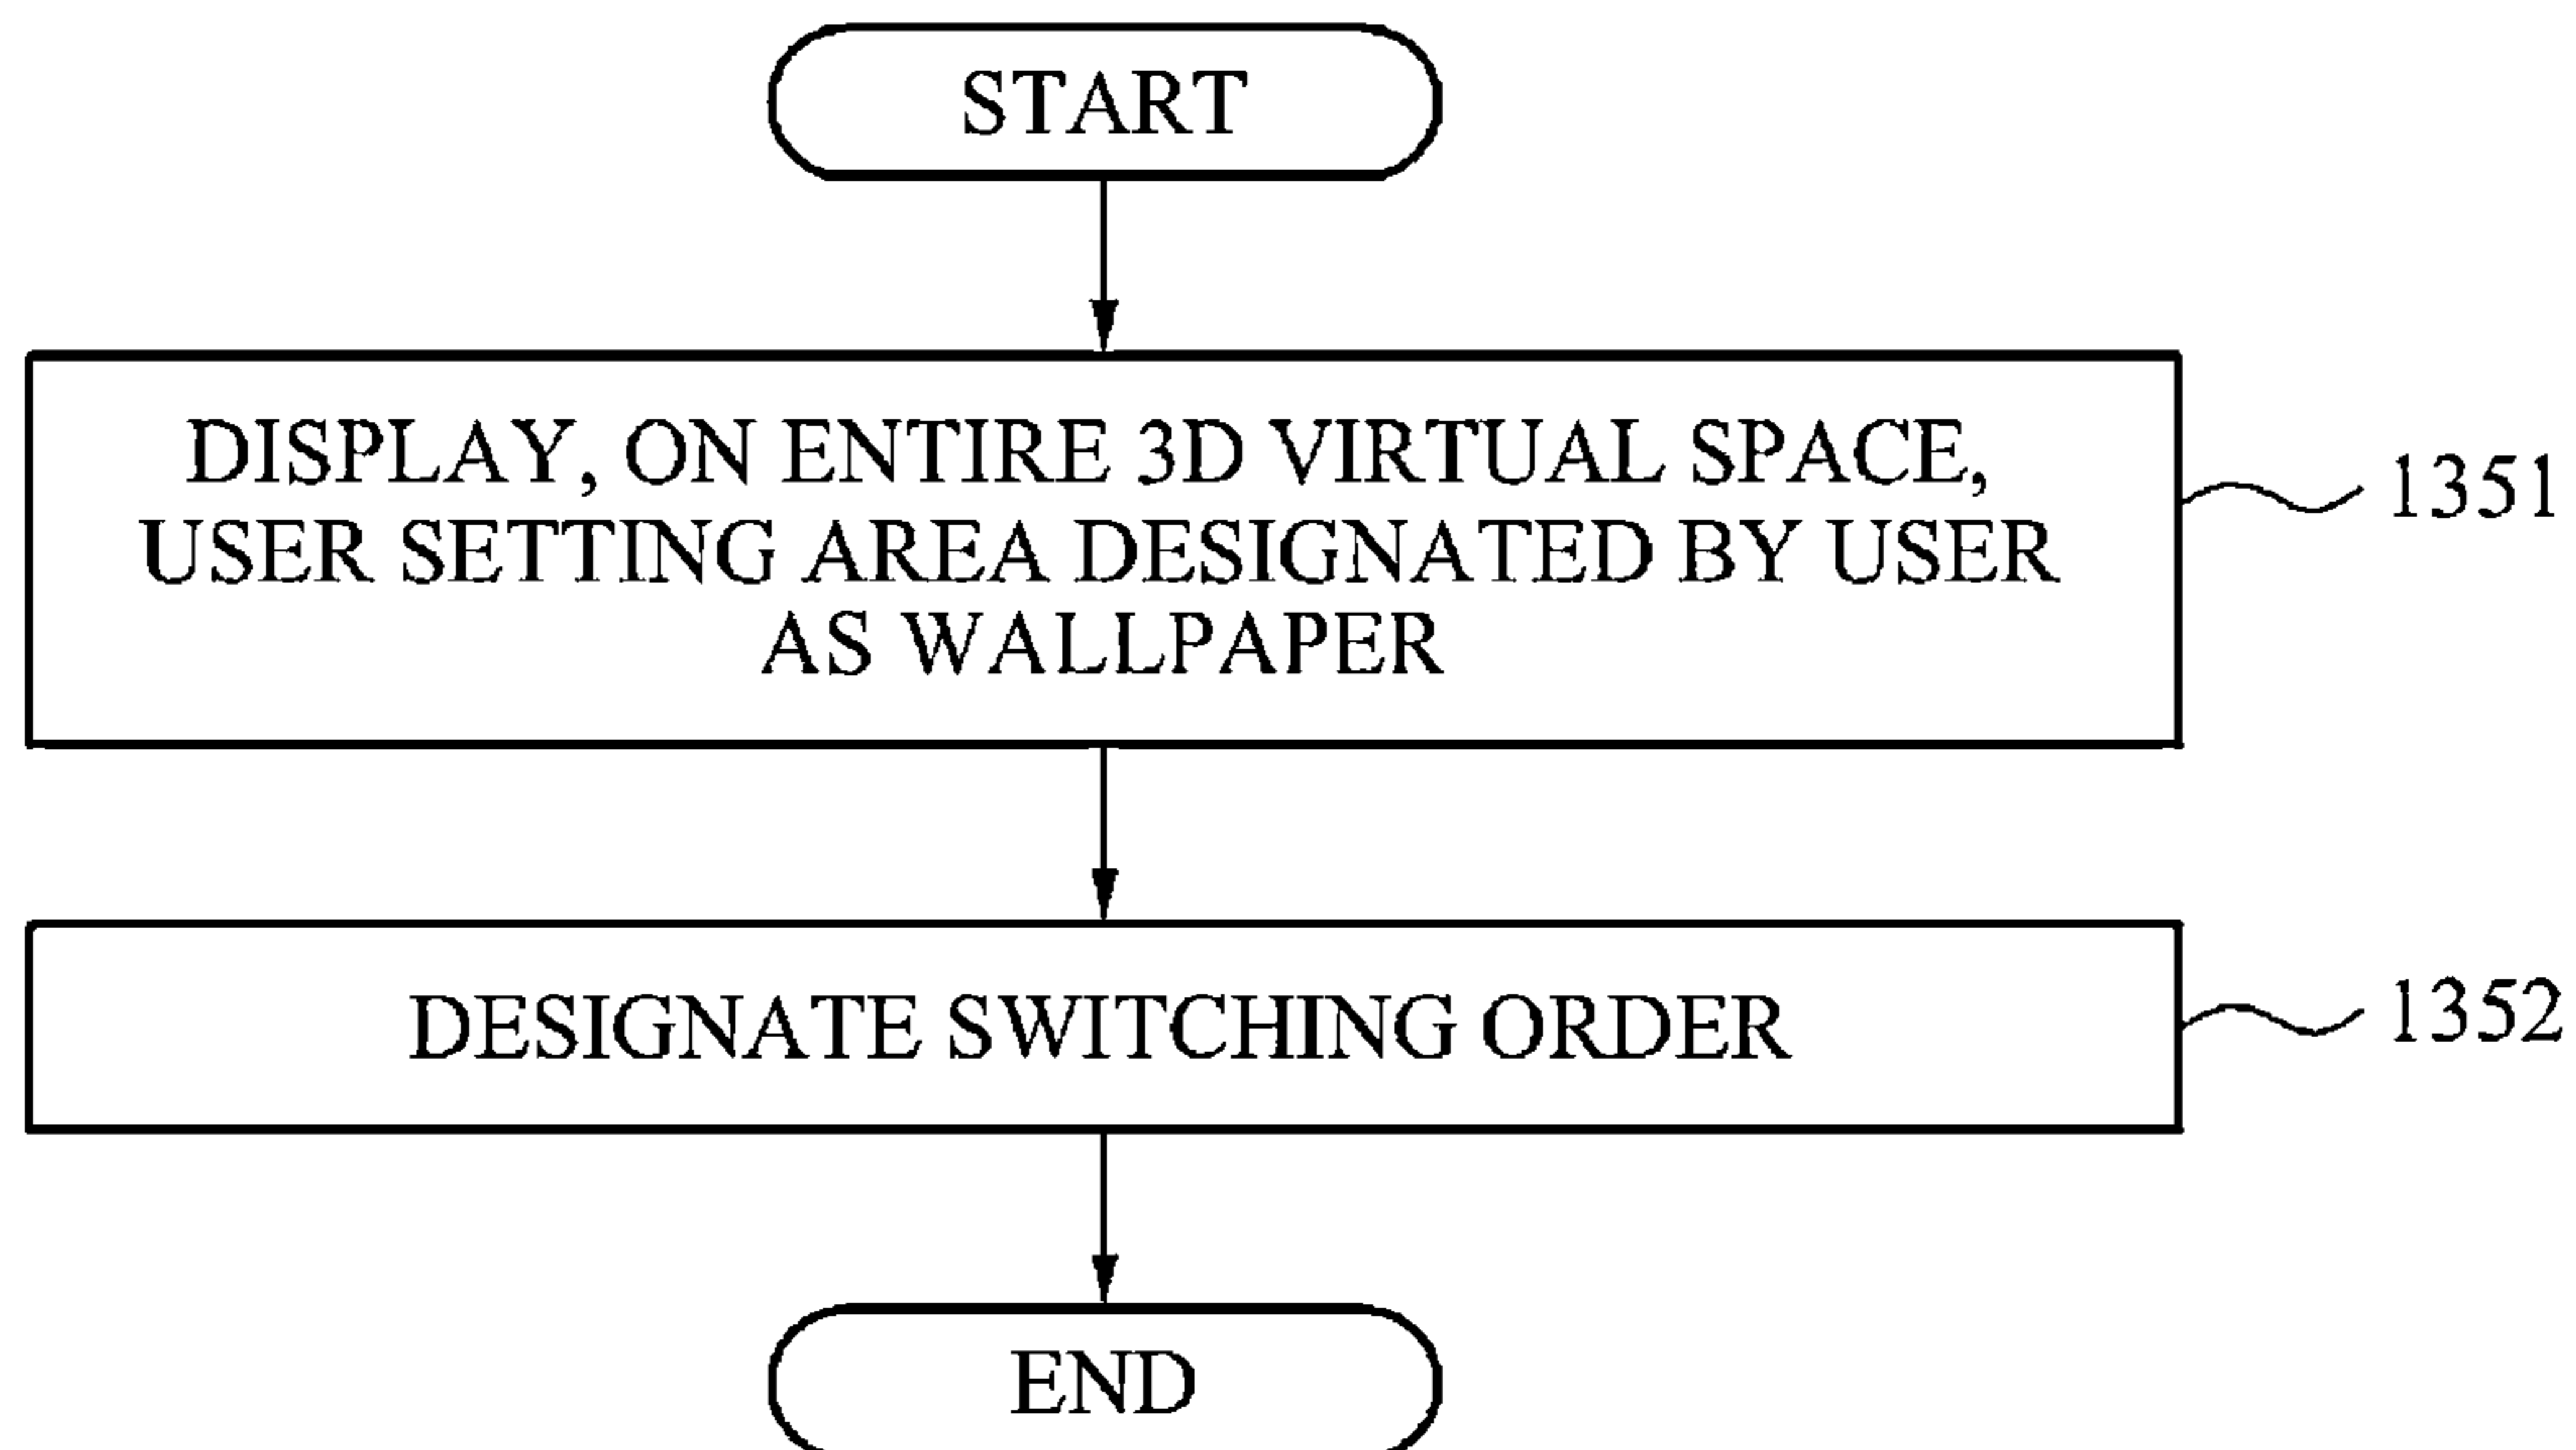 START
DISPLAY, ON ENTIRE 3D VIRTUAL SPACE,
USER SETTING AREA DESIGNATED BY USER
AS WALLPAPER
1351
DESIGNATE SWITCHING ORDER
1352
END